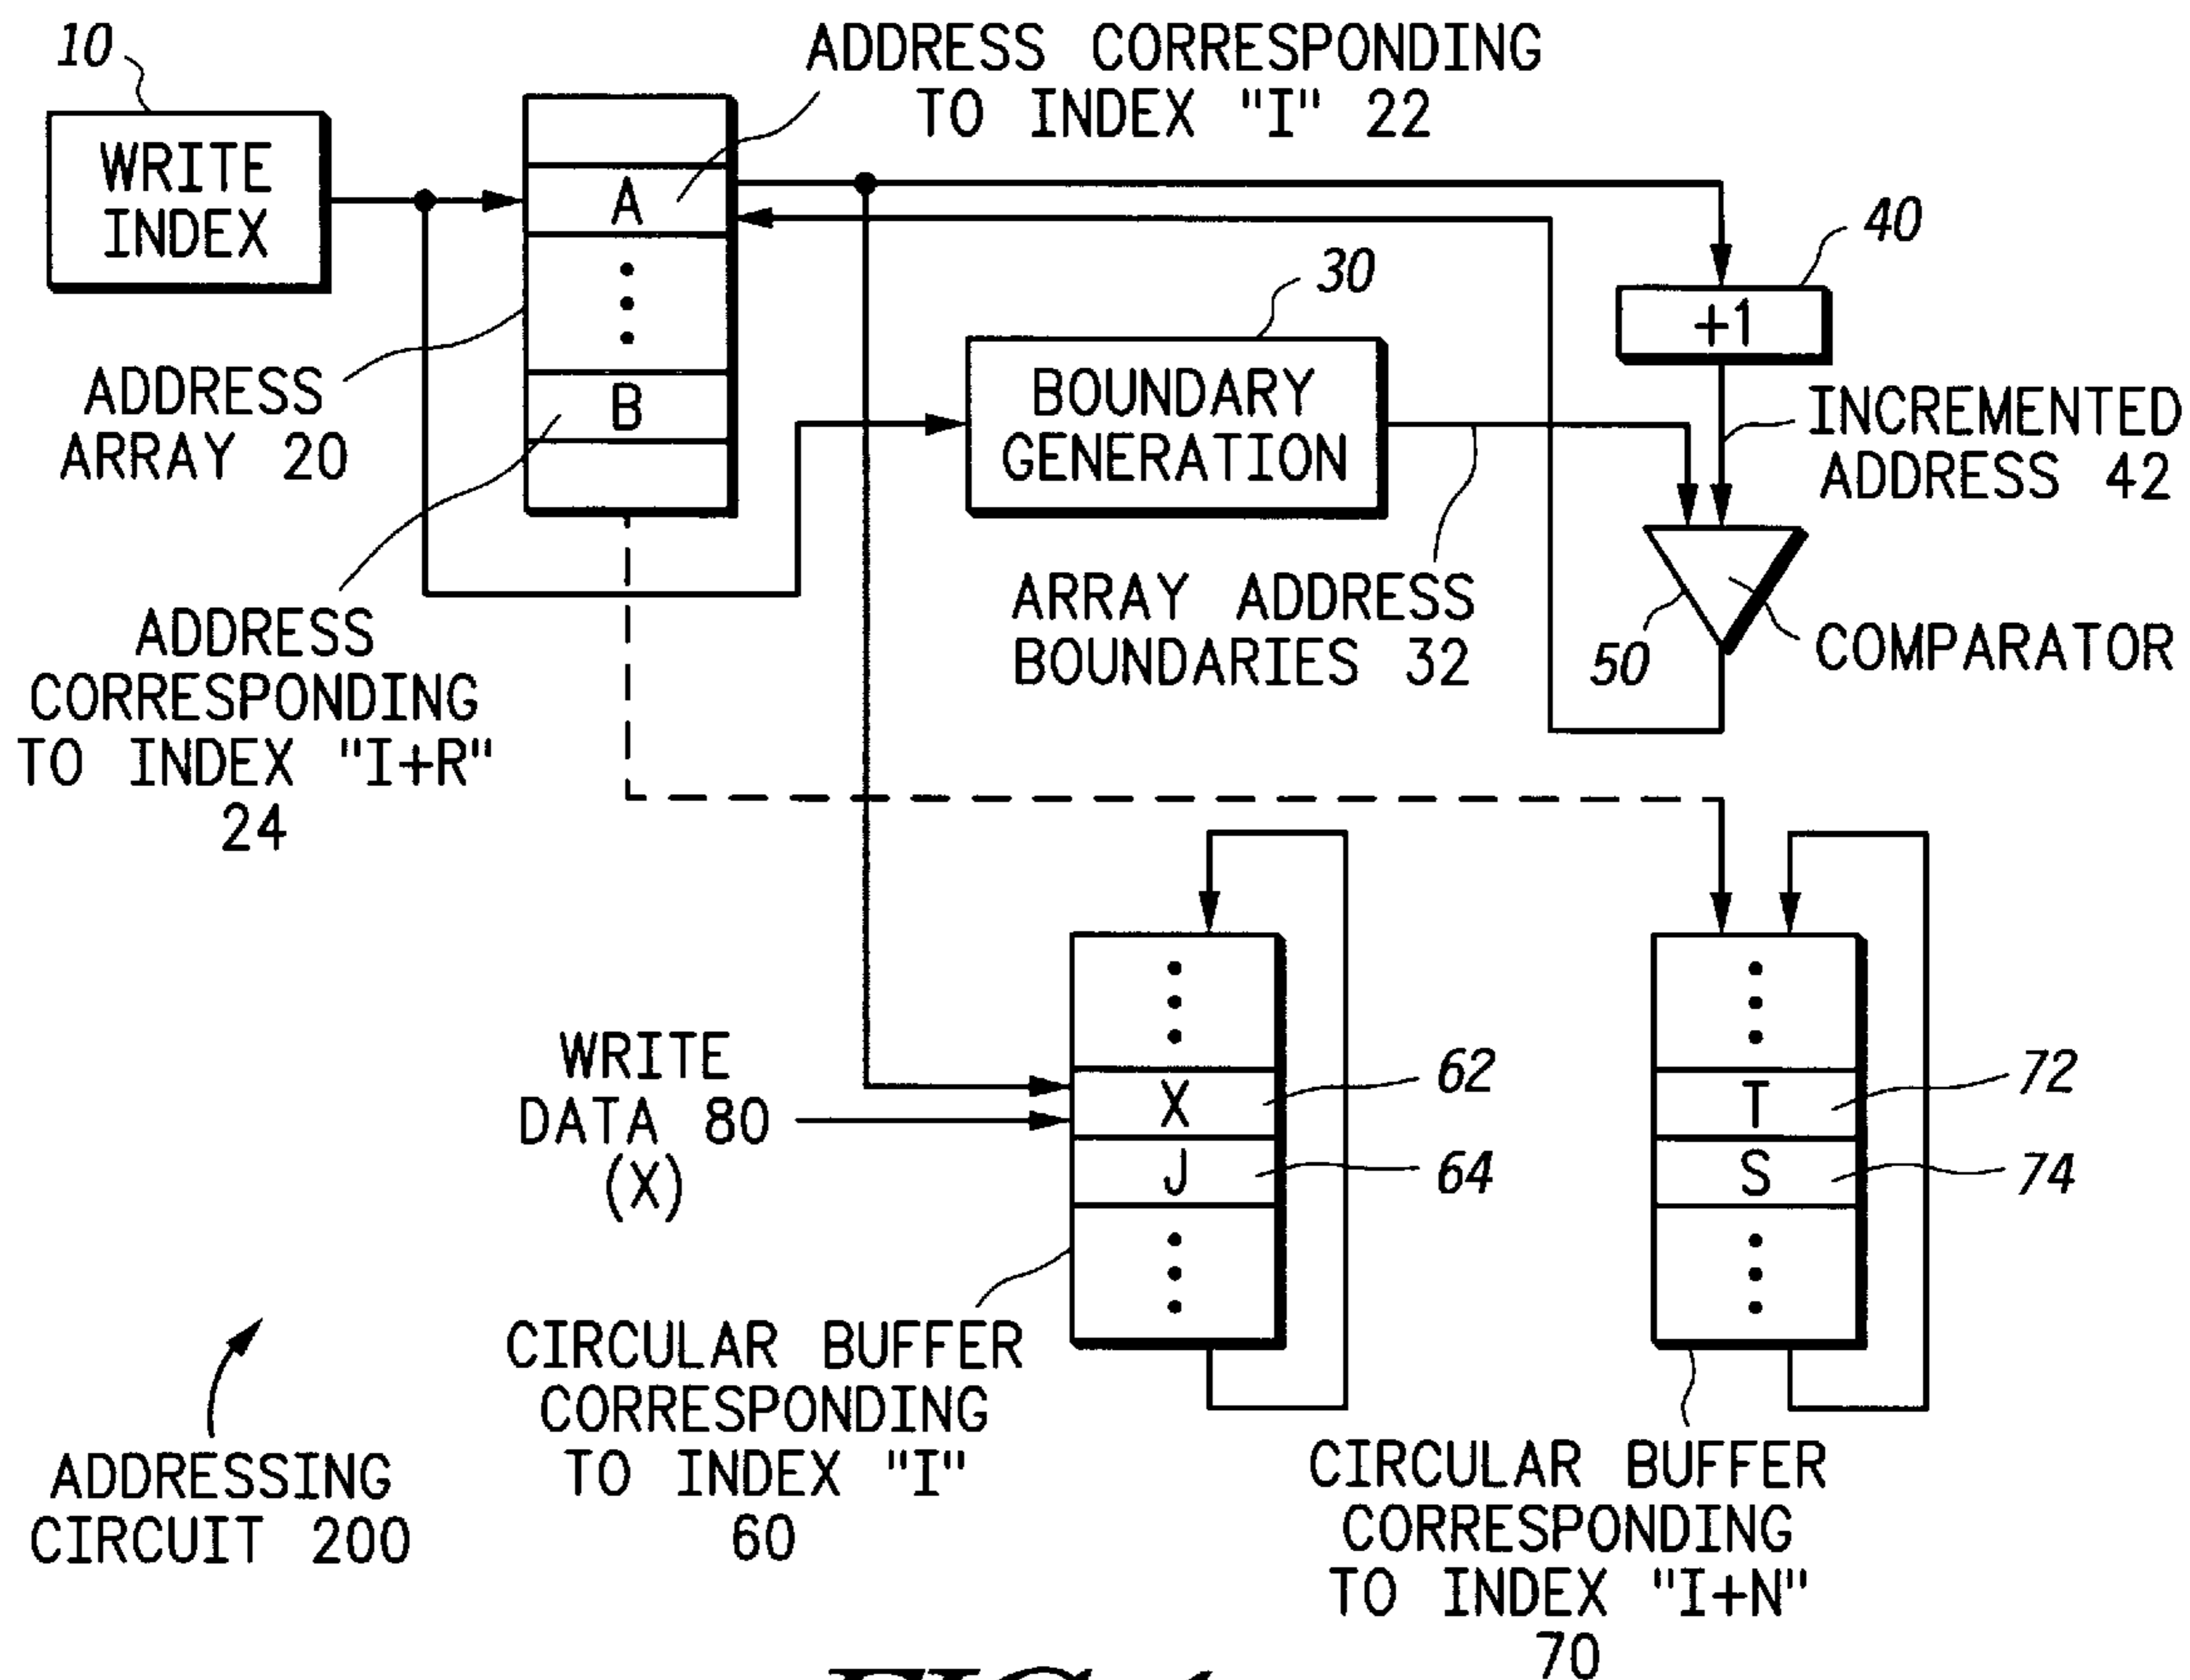 10
WRITE
INDEX
ADDRESS CORRESPONDING
TO INDEX "I" 22
A
B
ADDRESS
ARRAY 20
ADDRESS
CORRESPONDING
TO INDEX "I+R"
24
30
BOUNDARY
GENERATION
40
+1
INCREMENTED
ADDRESS 42
ARRAY ADDRESS
BOUNDARIES 32
50
COMPARATOR
WRITE
DATA 80
(X)
X
J
62
64
T
S
72
74
CIRCULAR BUFFER
CORRESPONDING
TO INDEX "I"
60
CIRCULAR BUFFER
CORRESPONDING
TO INDEX "I+N"
70
ADDRESSING
CIRCUIT 200